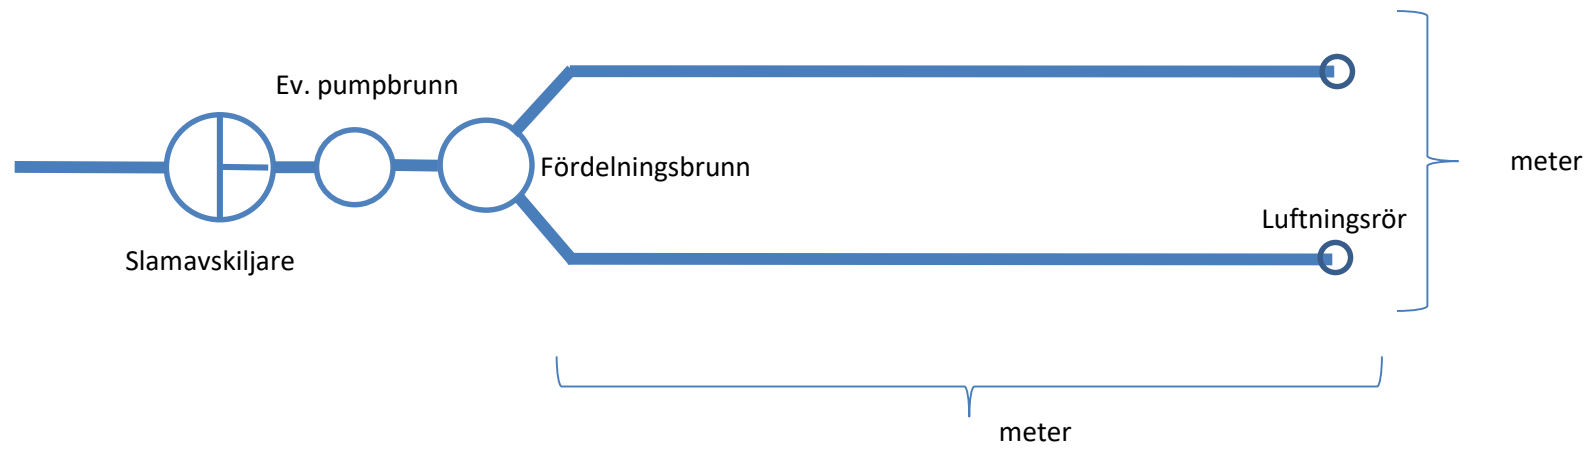 Ev. pumpbrunn
Fördelningsbrunn
meter
Luftningsrör
Slamavskiljare
meter